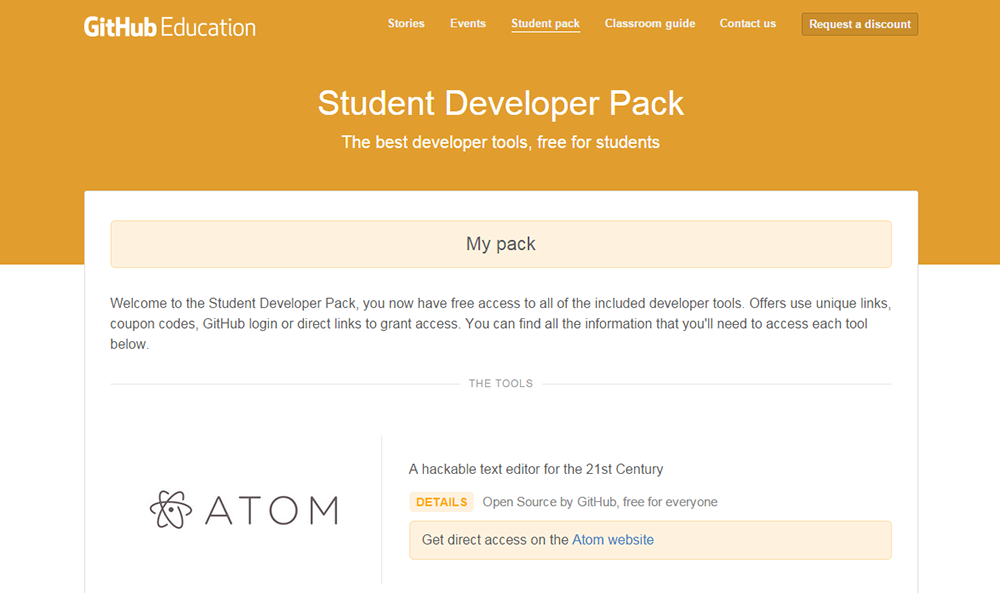 GitHub Education
Stories Events Student pack Classroom guide Contact us Request a discount
Student Developer Pack
The best developer tools, free for students
My pack
Welcome to the Student Developer Pack, you now have free access to all of the included developer tools. Offers use unique links,
coupon codes, GitHub login or direct links to grant access. You can find all the information that you'll need to access each tool
below.
THE TOOLS
ATOM
A hackable text editor for the 21st Century
DETAILS Open Source by GitHub, free for everyone
Get direct access on the Atom website